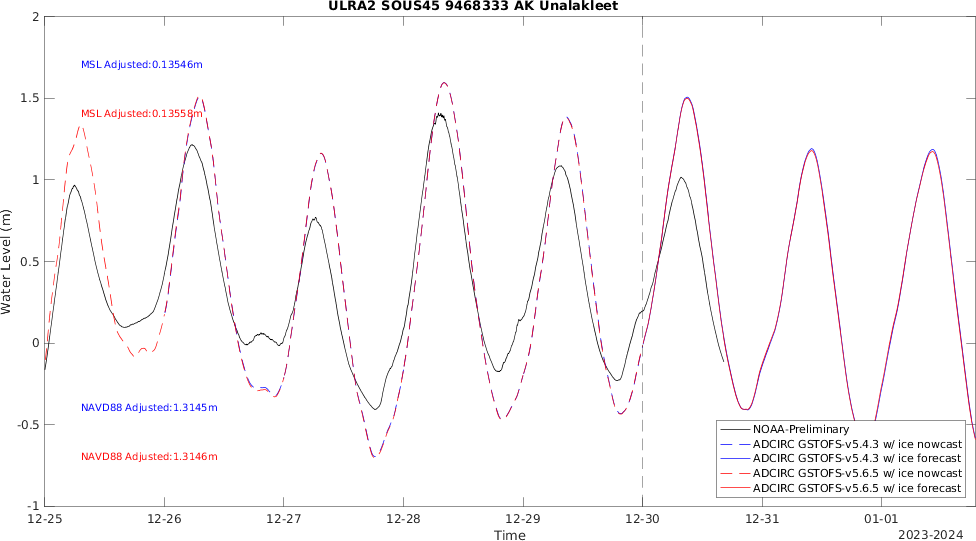 ULRA2 SOUS45 9468333 AK Unalakleet
2
1.5
1
0.5
0
-0.5
-1
Water Level (m)
MSL Adjusted:0.13546m
MSL Adjusted:0.13558m
NAVD88 Adjusted:1.3145m
NAVD88 Adjusted:1.3146m
NOAA-Preliminary
ADCIRC GSTOFS-v5.4.3 w/ ice nowcast
ADCIRC GSTOFS-v5.4.3 w/ ice forecast
ADCIRC GSTOFS-v5.6.5 w/ ice nowcast
ADCIRC GSTOFS-v5.6.5 w/ ice forecast
12-25 12-26 12-27 12-28 12-29 12-30 12-31 01-01
Time
2023-2024